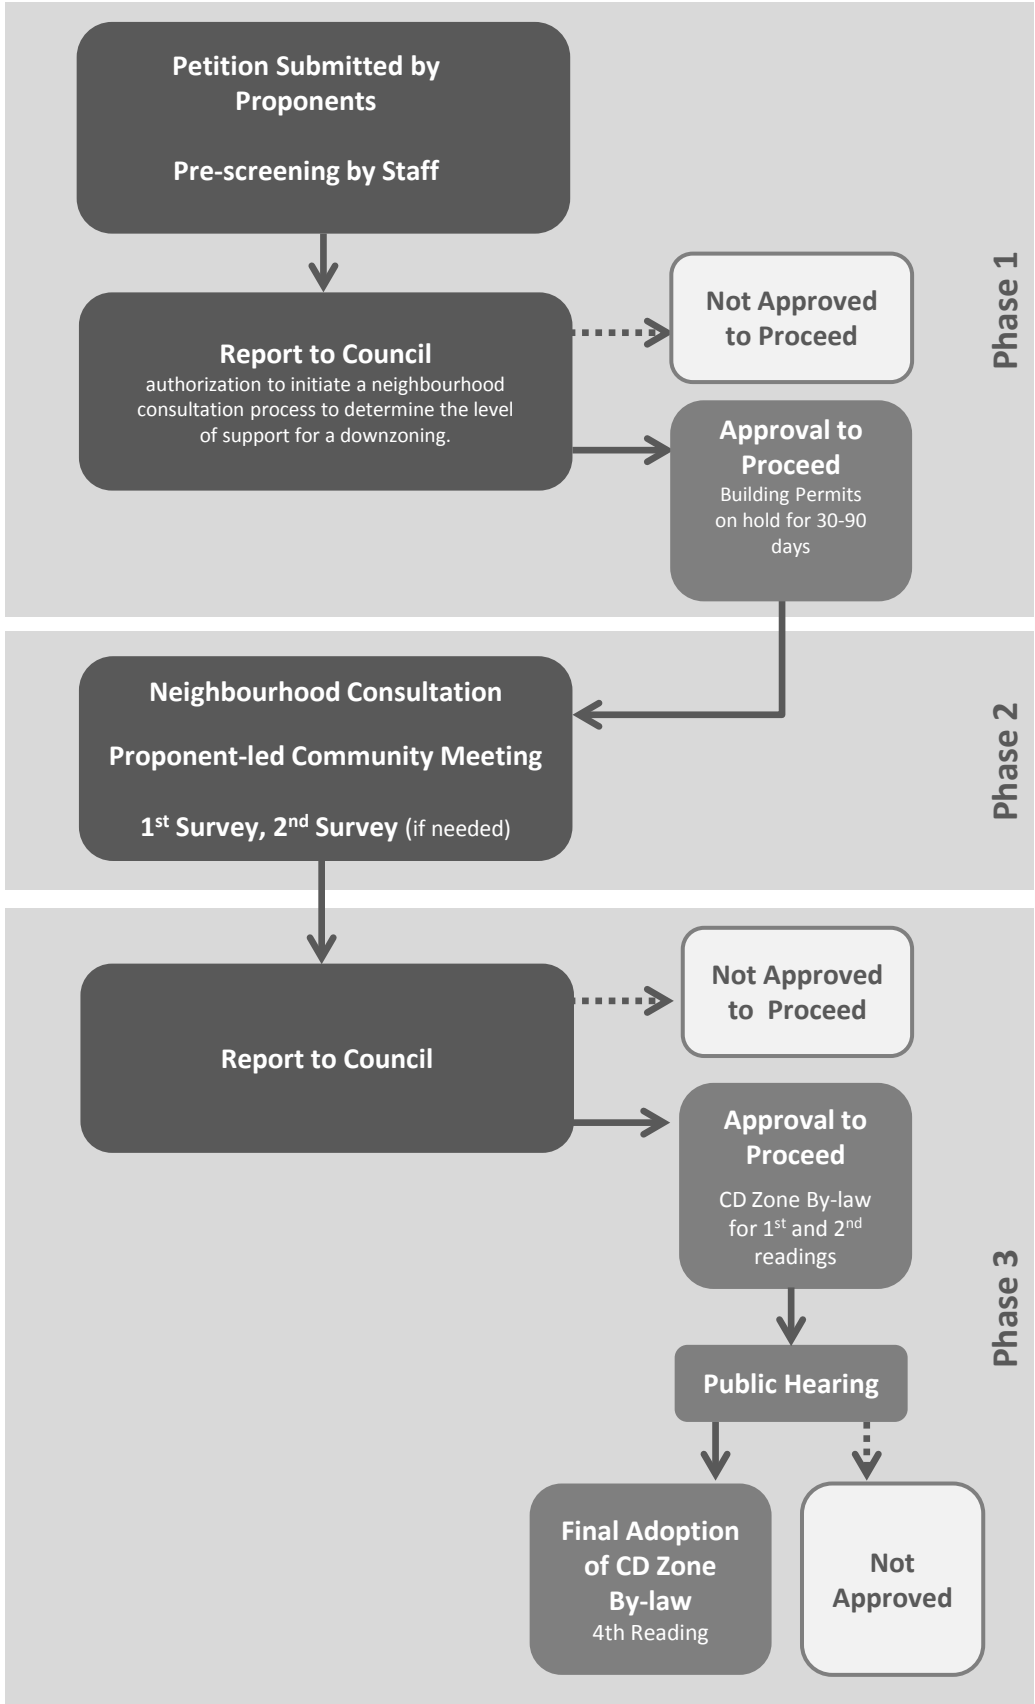 Petition Submitted by
Proponents
Pre-screening by Staff
Report to Council
authorization to initiate a neighbourhood
consultation process to determine the level
of support for a downzoning.
Not Approved
to Proceed
Approval to
Proceed
Building Permits
on hold for 30-90
days
Phase 1
Neighbourhood Consultation
Proponent-led Community Meeting
1st Survey, 2nd Survey (if needed)
Phase 2
Report to Council
Not Approved
to Proceed
Approval to
Proceed
CD Zone By-law
for 1st and 2nd
readings
Public Hearing
Final Adoption
of CD Zone
By-law
4th Reading
Not
Approved
Phase 3